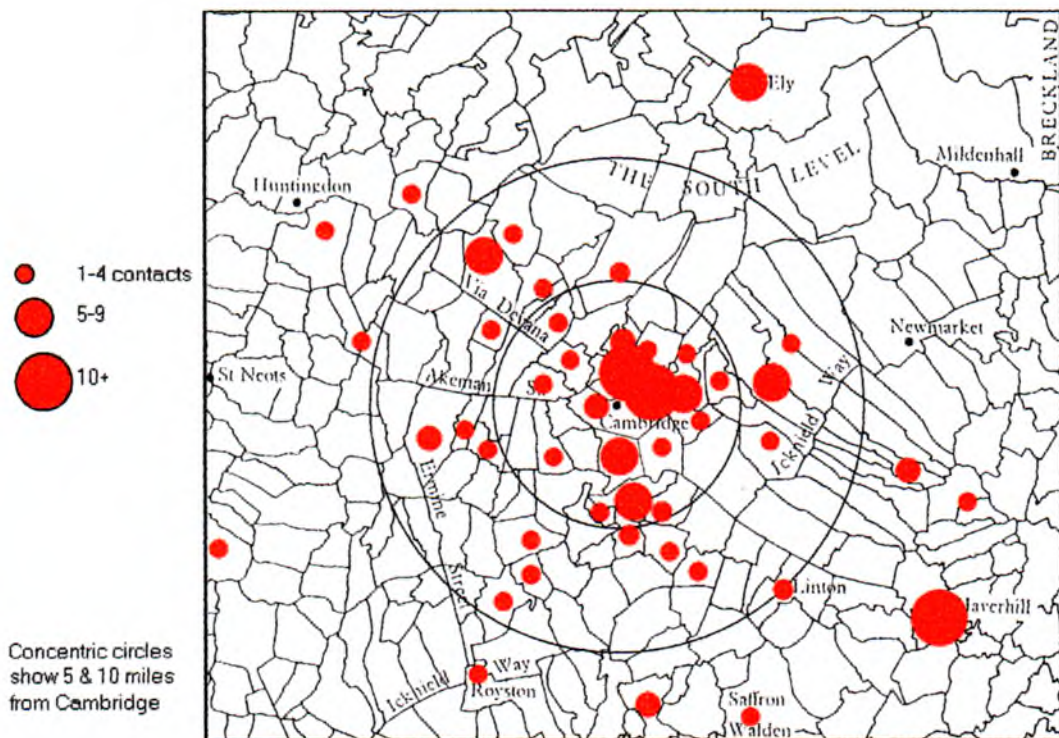 1-4 contacts
5-9
10+
Concentric circles
show 5 & 10 miles
from Cambridge
BRECKLAND
Ely
Mildenhall
THE SOUTH LEVEL
Huntingdon
Via Devana
Newmarket
St Neots
Akeman St
Way
Icknield
Cambridge
Ermine
Street
Linton
Haverhill
Icknield
Way
Royston
Saffron
Walden